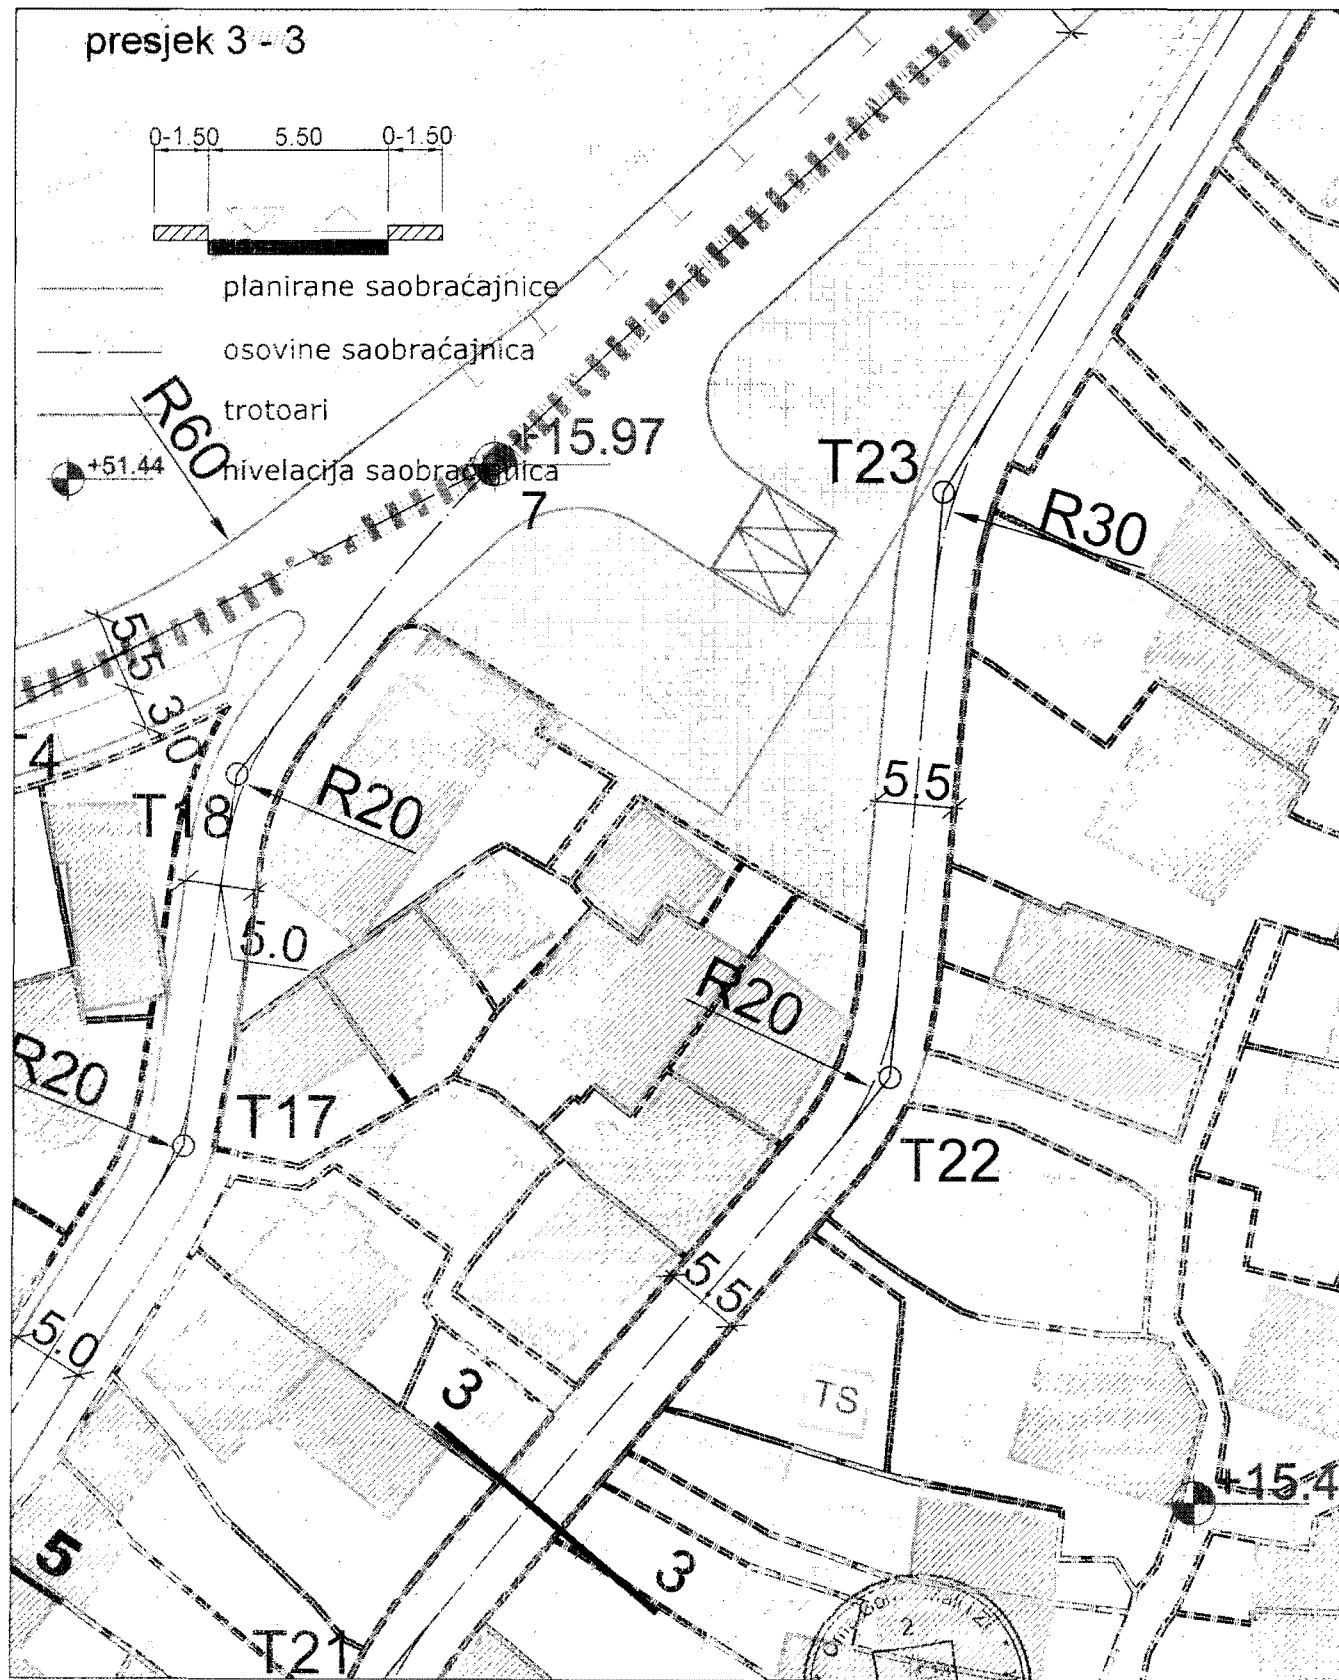 presjek 3 - 3
0-1.50 5.50 0-1.50
planirane saobraćajnice
osovine saobraćajnica
trotoari
+51.44 nivelacija saobraćajnica
R60
+15.97
7
T23
R30
5.5
3.0
T4
T18
R20
5.5
5.0
R20
R20
T17
T22
5.5
5.0
3
TS
+15.4
5
3
T21
2